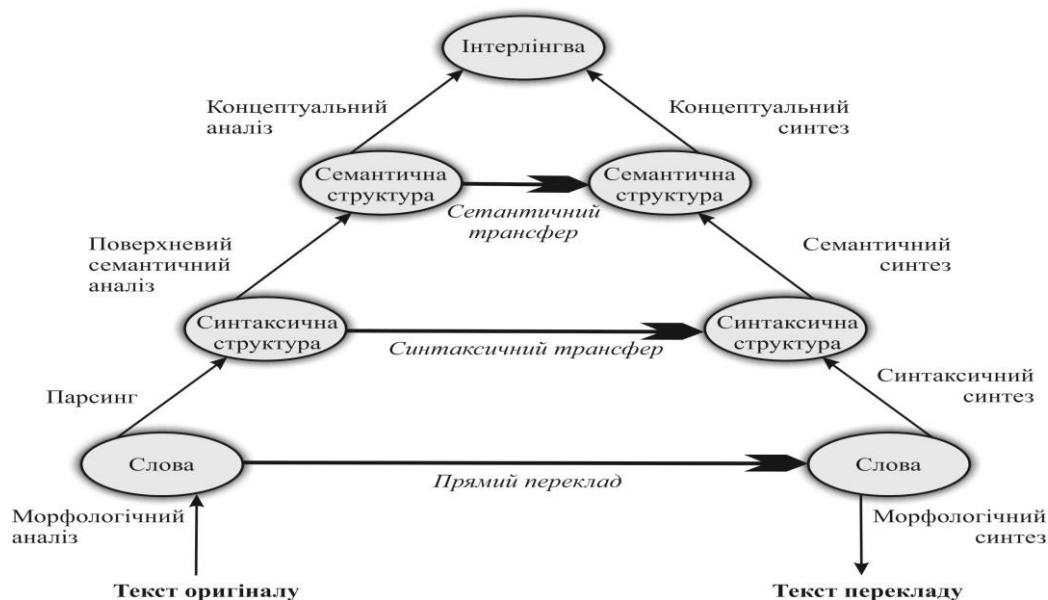 Інтерлінгва
Концептуальний
аналіз
Концептуальний
синтез
Семантична
структура
Семантична
структура
Сетантичний
трансфер
Поверхневий
семантичний
аналіз
Семантичний
синтез
Синтаксична
структура
Синтаксична
структура
Синтаксичний трансфер
Парсинг
Синтаксичний
синтез
Слова
Слова
Прямий переклад
Морфологічний
аналіз
Морфологічний
синтез
Текст оригіналу
Текст перекладу